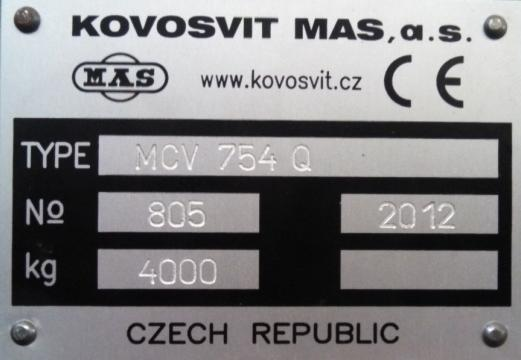 KOVOSVIT MAS, a.s.
MAS www.kovosvit.cz CE
TYPE MCV 754 Q
No 805 2012
kg 4000
CZECH REPUBLIC